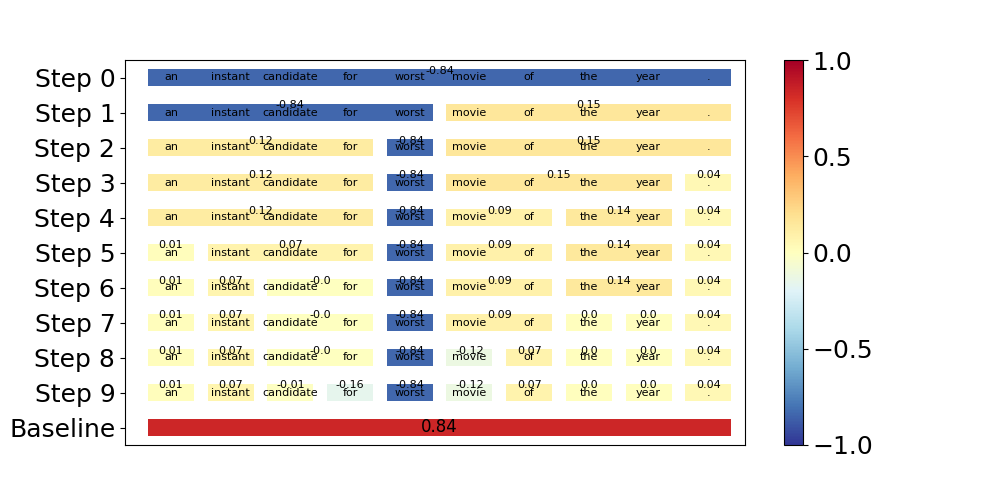 -0.84
Step 0 an instant candidate for worst movie of the year .
-0.84 0.15
Step 1 an instant candidate for worst movie of the year .
0.12 -0.84 0.15
Step 2 an instant candidate for worst movie of the year .
0.12 -0.84 0.15 0.04
Step 3 an instant candidate for worst movie of the year .
0.12 -0.84 0.09 0.14 0.04
Step 4 an instant candidate for worst movie of the year .
0.01 0.07 -0.84 0.09 0.14 0.04
Step 5 an instant candidate for worst movie of the year .
0.01 0.07 -0.0 -0.84 0.09 0.14 0.04
Step 6 an instant candidate for worst movie of the year .
0.01 0.07 -0.0 -0.84 0.09 0.0 0.0 0.04
Step 7 an instant candidate for worst movie of the year .
0.01 0.07 -0.0 -0.84 -0.12 0.07 0.0 0.0 0.04
Step 8 an instant candidate for worst movie of the year .
0.01 0.07 -0.01 -0.16 -0.84 -0.12 0.07 0.0 0.0 0.04
Step 9 an instant candidate for worst movie of the year .
Baseline 0.84
1.0
0.5
0.0
−0.5
−1.0